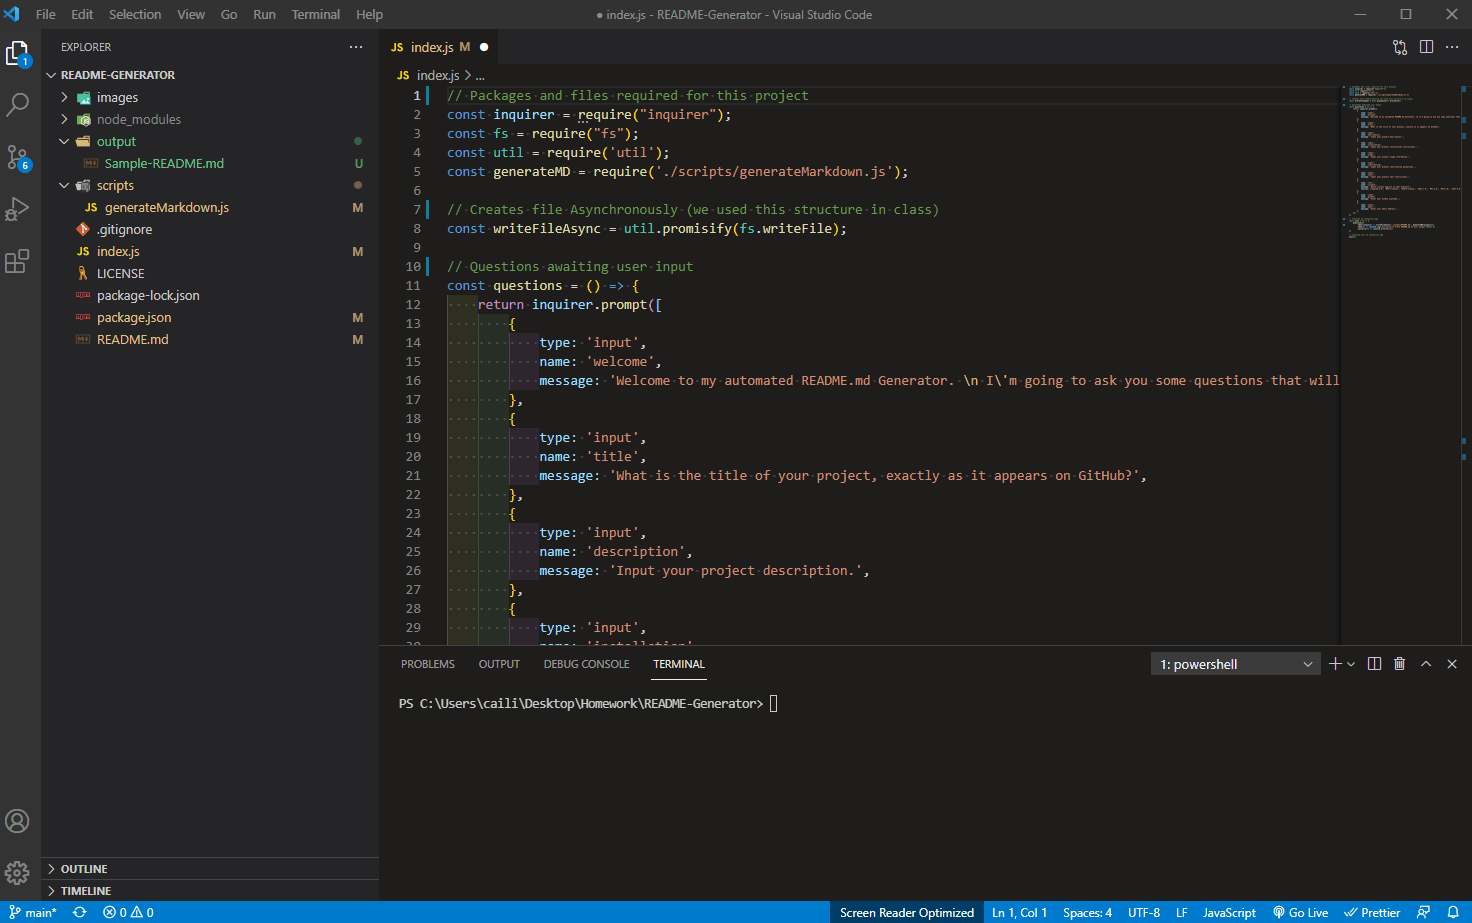 File Edit Selection View Go Run Terminal Help
● index.js - README-Generator - Visual Studio Code
EXPLORER
README-GENERATOR
images
node_modules
output
Sample-README.md U
scripts
JS generateMarkdown.js M
.gitignore
JS index.js M
LICENSE
package-lock.json
package.json M
README.md M
OUTLINE
TIMELINE
1
6
JS index.js M ●
JS index.js > ...
1 // Packages and files required for this project
2 const inquirer = require("inquirer");
3 const fs = require("fs");
4 const util = require('util');
5 const generateMD = require('./scripts/generateMarkdown.js');
6
7 // Creates file Asynchronously (we used this structure in class)
8 const writeFileAsync = util.promisify(fs.writeFile);
9
10 // Questions awaiting user input
11 const questions = () => {
12 return inquirer.prompt([
13 {
14 type: 'input',
15 name: 'welcome',
16 message: 'Welcome to my automated README.md Generator. \n I\'m going to ask you some questions that will
17 },
18 {
19 type: 'input',
20 name: 'title',
21 message: 'What is the title of your project, exactly as it appears on GitHub?',
22 },
23 {
24 type: 'input',
25 name: 'description',
26 message: 'Input your project description.',
27 },
28 {
29 type: 'input',
PROBLEMS OUTPUT DEBUG CONSOLE TERMINAL
1: powershell
PS C:\Users\caili\Desktop\Homework\README-Generator>
main* 0 0
Screen Reader Optimized Ln 1, Col 1 Spaces: 4 UTF-8 LF JavaScript Go Live Prettier